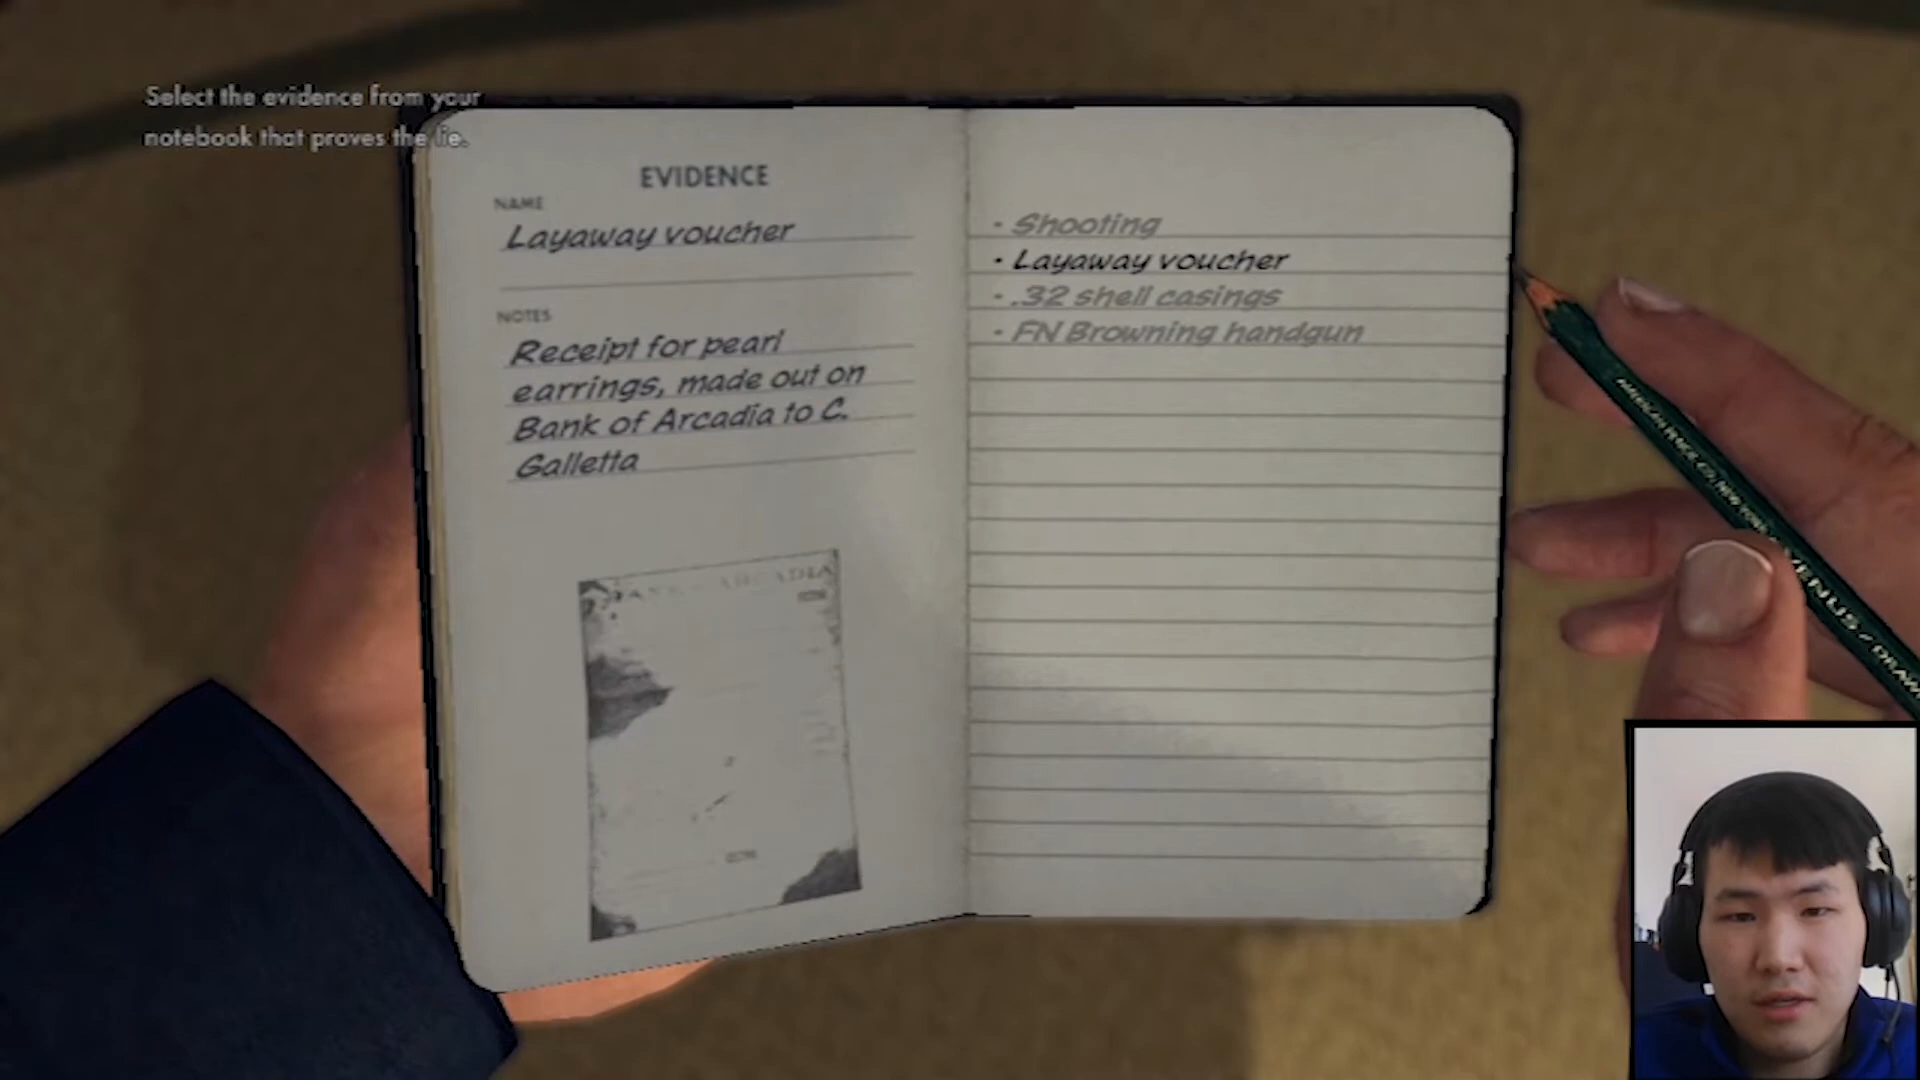 Select the evidence from your
notebook that proves the lie.
EVIDENCE
NAME
Layaway voucher
NOTES
Receipt for pearl
earrings, made out on
Bank of Arcadia to C.
Galletta
- Shooting
- Layaway voucher
- .32 shell casings
- FN Browning handgun
VENUS